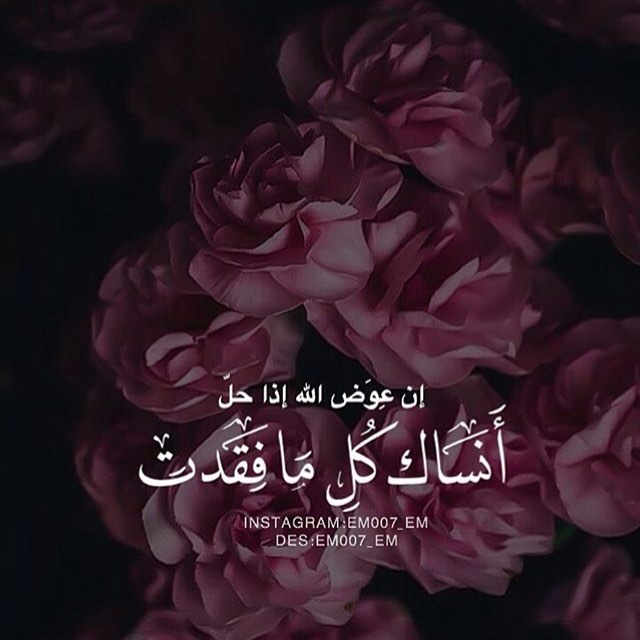 إن عِوَض الله إذا حلّ
أَنسَاك كُلِ مَا فِقَدت
INSTAGRAM:EM007_EM
DES:EM007_EM